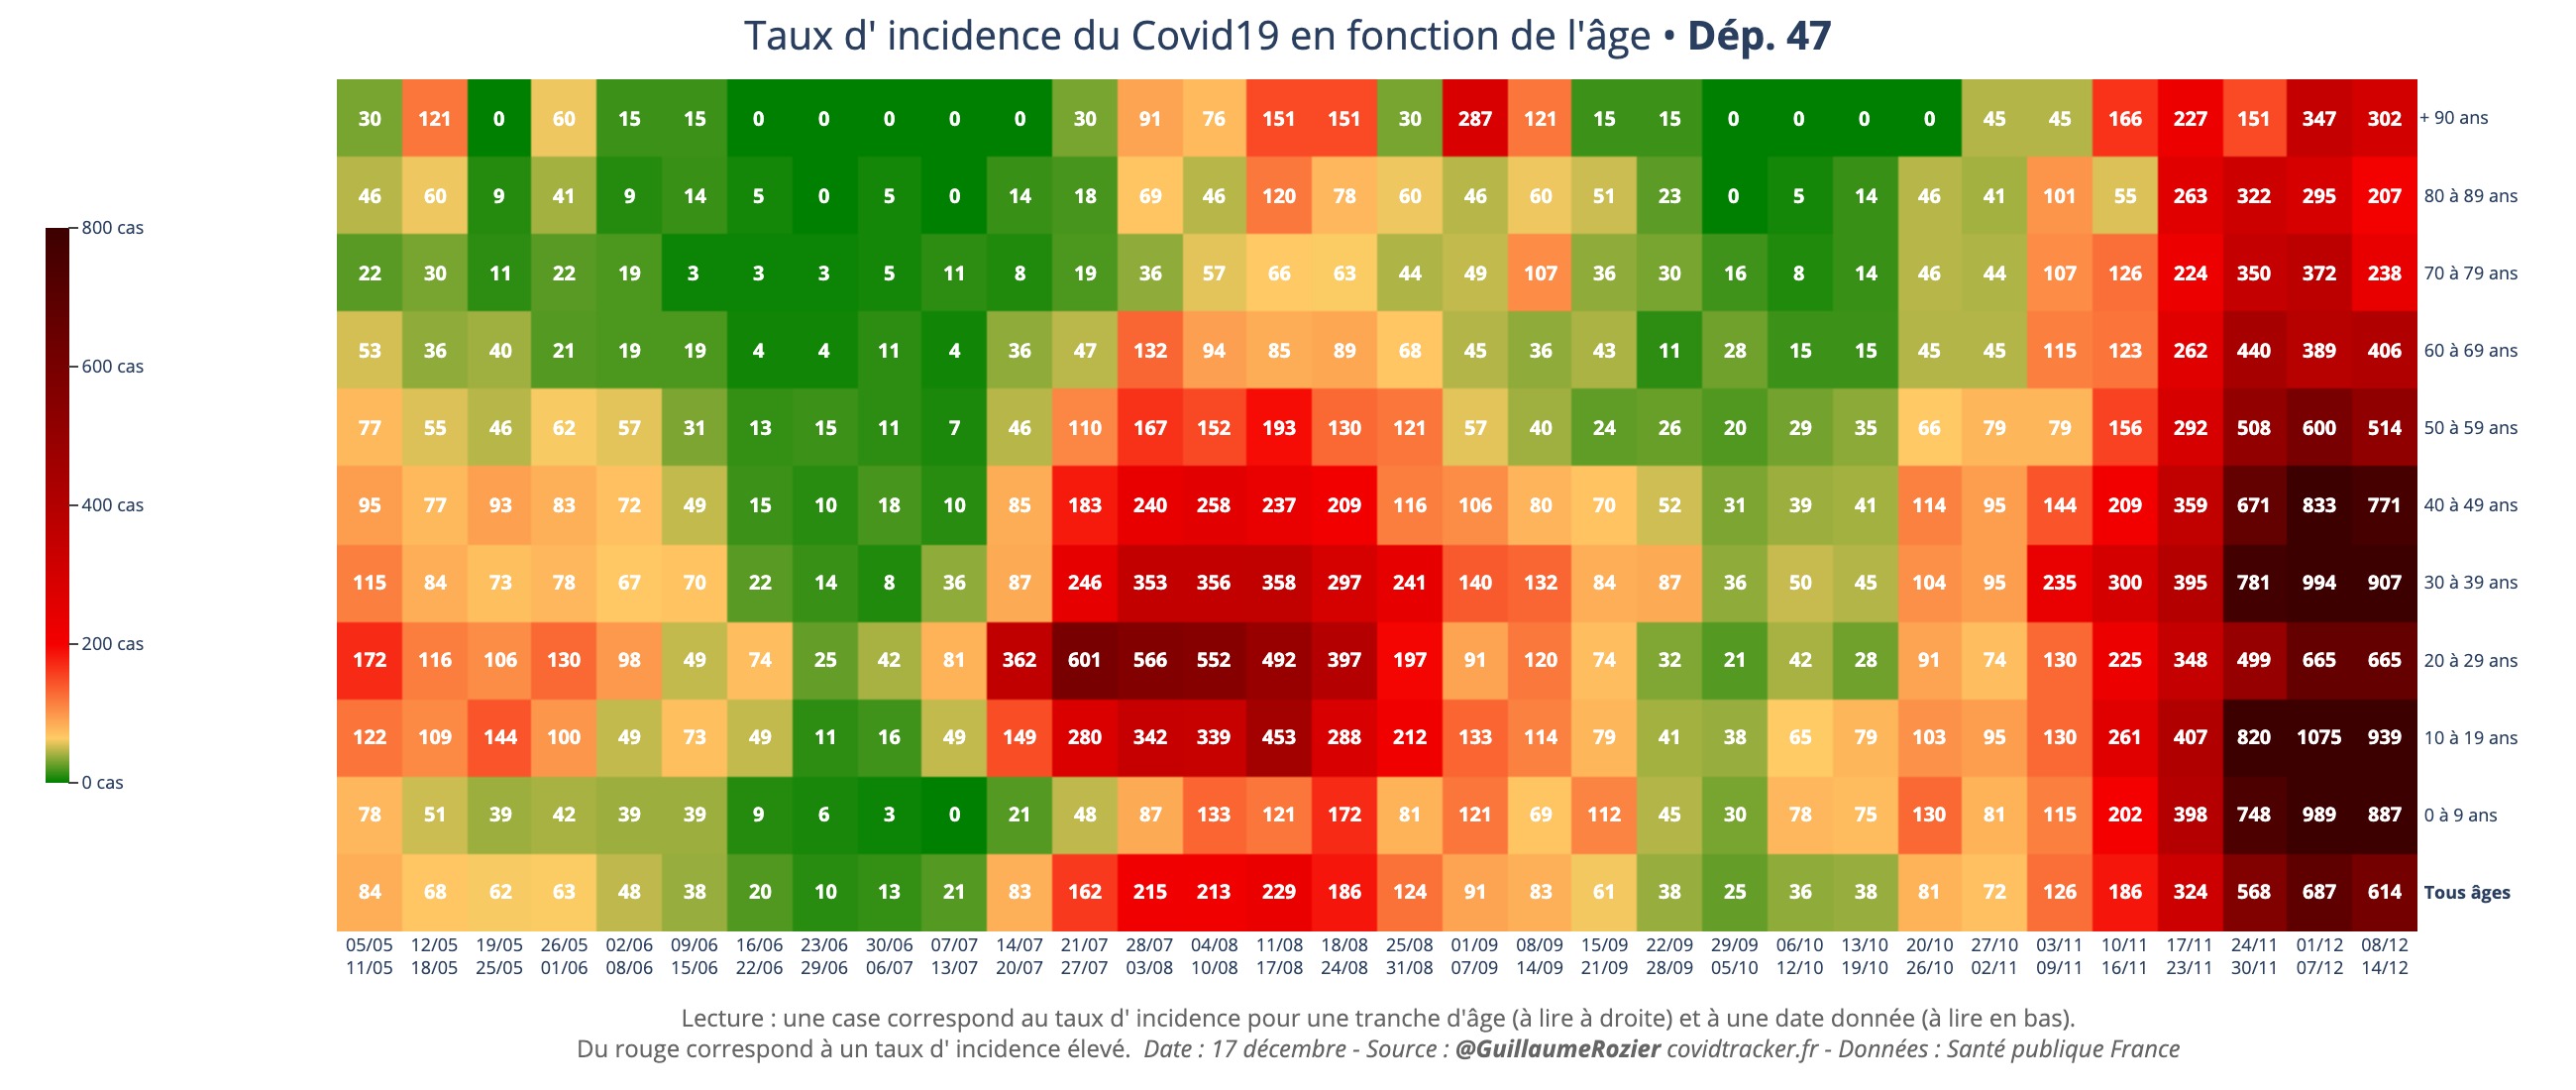 Taux d' incidence du Covid19 en fonction de l'âge • Dép. 47
800 cas
600 cas
400 cas
200 cas
0 cas
30 121 0 60 15 15 0 0 0 0 0 30 91 76 151 151 30 287 121 15 15 0 0 0 0 45 45 166 227 151 347 302 + 90 ans
46 60 9 41 9 14 5 0 5 0 14 18 69 46 120 78 60 46 60 51 23 0 5 14 46 41 101 55 263 322 295 207 80 à 89 ans
22 30 11 22 19 3 3 3 5 11 8 19 36 57 66 63 44 49 107 36 30 16 8 14 46 44 107 126 224 350 372 238 70 à 79 ans
53 36 40 21 19 19 4 4 11 4 36 47 132 94 85 89 68 45 36 43 11 28 15 15 45 45 115 123 262 440 389 406 60 à 69 ans
77 55 46 62 57 31 13 15 11 7 46 110 167 152 193 130 121 57 40 24 26 20 29 35 66 79 79 156 292 508 600 514 50 à 59 ans
95 77 93 83 72 49 15 10 18 10 85 183 240 258 237 209 116 106 80 70 52 31 39 41 114 95 144 209 359 671 833 771 40 à 49 ans
115 84 73 78 67 70 22 14 8 36 87 246 353 356 358 297 241 140 132 84 87 36 50 45 104 95 235 300 395 781 994 907 30 à 39 ans
172 116 106 130 98 49 74 25 42 81 362 601 566 552 492 397 197 91 120 74 32 21 42 28 91 74 130 225 348 499 665 665 20 à 29 ans
122 109 144 100 49 73 49 11 16 49 149 280 342 339 453 288 212 133 114 79 41 38 65 79 103 95 130 261 407 820 1075 939 10 à 19 ans
78 51 39 42 39 39 9 6 3 0 21 48 87 133 121 172 81 121 69 112 45 30 78 75 130 81 115 202 398 748 989 887 0 à 9 ans
84 68 62 63 48 38 20 10 13 21 83 162 215 213 229 186 124 91 83 61 38 25 36 38 81 72 126 186 324 568 687 614 Tous âges
05/05 12/05 19/05 26/05 02/06 09/06 16/06 23/06 30/06 07/07 14/07 21/07 28/07 04/08 11/08 18/08 25/08 01/09 08/09 15/09 22/09 29/09 06/10 13/10 20/10 27/10 03/11 10/11 17/11 24/11 01/12 08/12
11/05 18/05 25/05 01/06 08/06 15/06 22/06 29/06 06/07 13/07 20/07 27/07 03/08 10/08 17/08 24/08 31/08 07/09 14/09 21/09 28/09 05/10 12/10 19/10 26/10 02/11 09/11 16/11 23/11 30/11 07/12 14/12
Lecture : une case correspond au taux d' incidence pour une tranche d'âge (à lire à droite) et à une date donnée (à lire en bas).
Du rouge correspond à un taux d' incidence élevé. Date : 17 décembre - Source : @GuillaumeRozier covidtracker.fr - Données : Santé publique France